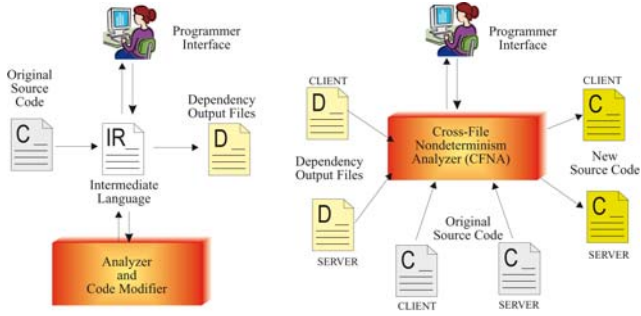 Programmer
Interface
Original
Source
Code
C
IR
Dependency
Output Files
D
Intermediate
Language
Analyzer
and
Code Modifier
Programmer
Interface
CLIENT
D
Dependency
Output Files
D
SERVER
Cross-File
Nondeterminism
Analyzer (CFNA)
Original
Source Code
C
CLIENT
C
SERVER
CLIENT
C
New
Source Code
C
SERVER